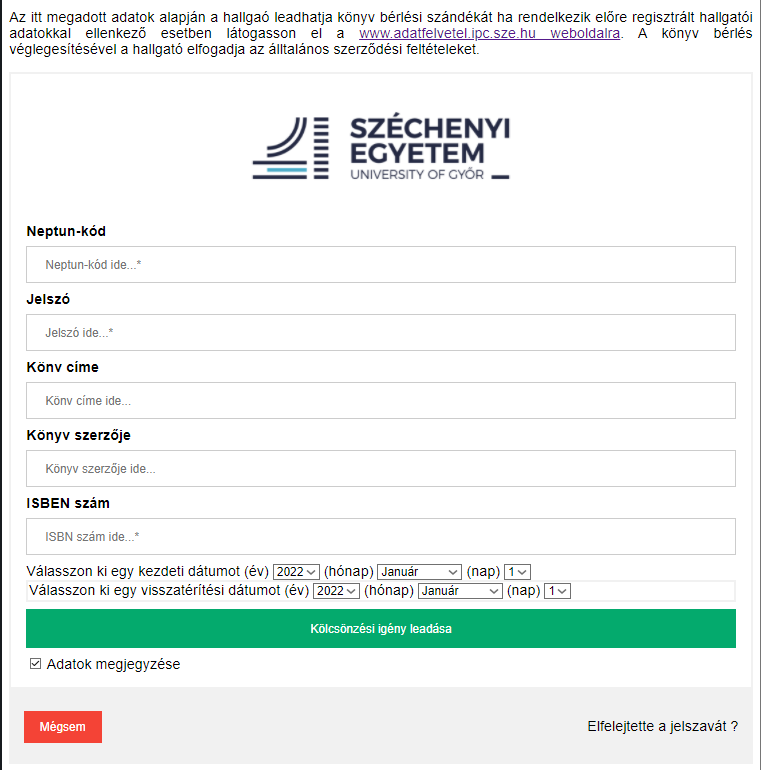 Az itt megadott adatok alapján a hallgaó leadhatja könyv bérlési szándékát ha rendelkezik előre regisztrált hallgatói
adatokkal ellenkező esetben látogasson el a www.adatfelvetel.ipc.sze.hu weboldalra. A könyv bérlés
véglegesítésével a hallgató elfogadja az álltalános szerződési feltételeket.
SZÉCHENYI
EGYETEM
UNIVERSITY OF GYŐR
Neptun-kód
Neptun-kód ide...*
Jelszó
Jelszó ide...*
Könv címe
Könv címe ide...
Könyv szerzője
Könyv szerzője ide...
ISBEN szám
ISBN szám ide...*
Válasszon ki egy kezdeti dátumot (év) 2022 (hónap) Január (nap) 1
Válasszon ki egy visszatérítési dátumot (év) 2022 (hónap) Január (nap) 1
Kölcsönzési igény leadása
Adatok megjegyzése
Mégsem Elfelejtette a jelszavát ?